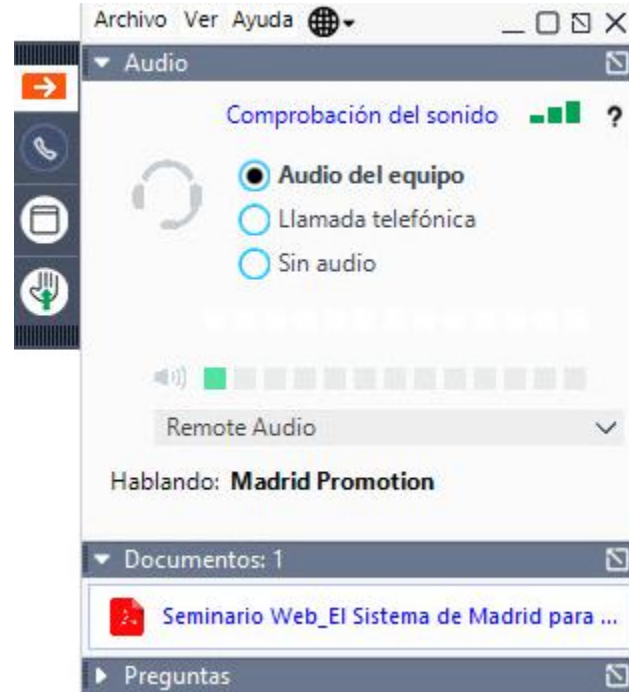 Archivo Ver Ayuda
Audio
Comprobación del sonido ?
Audio del equipo
Llamada telefónica
Sin audio
Remote Audio
Hablando: Madrid Promotion
Documentos: 1
Seminario Web_El Sistema de Madrid para ...
Preguntas